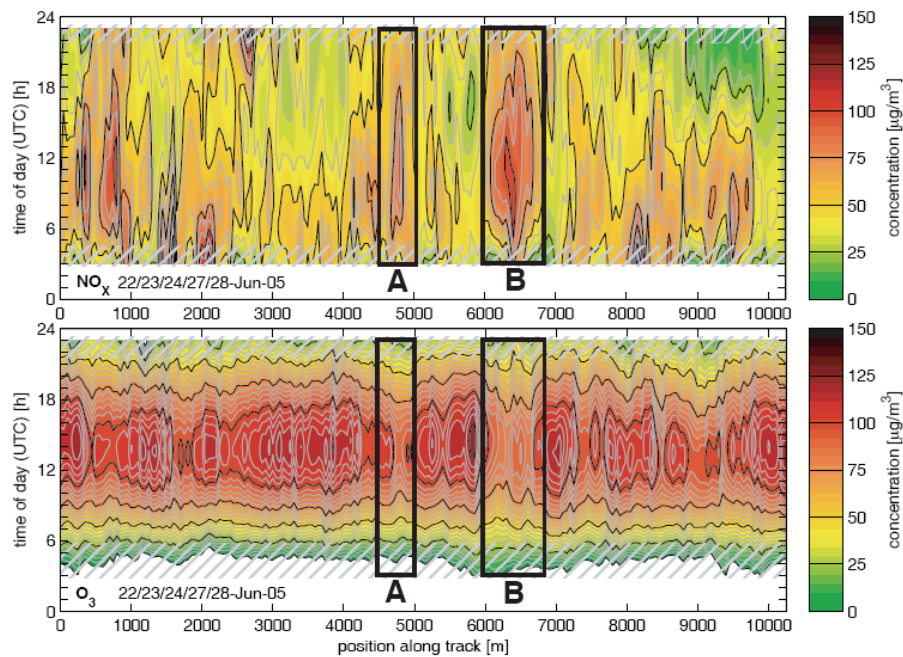 24
18
12
6
0
time of day (UTC) [h]
NOX 22/23/24/27/28-Jun-05
A
B
0 1000 2000 3000 4000 5000 6000 7000 8000 9000 10000
150
125
100
75
50
25
0
concentration [µg/m³]
24
18
12
6
0
time of day (UTC) [h]
O3 22/23/24/27/28-Jun-05
A
B
0 1000 2000 3000 4000 5000 6000 7000 8000 9000 10000
position along track [m]
150
125
100
75
50
25
0
concentration [µg/m³]